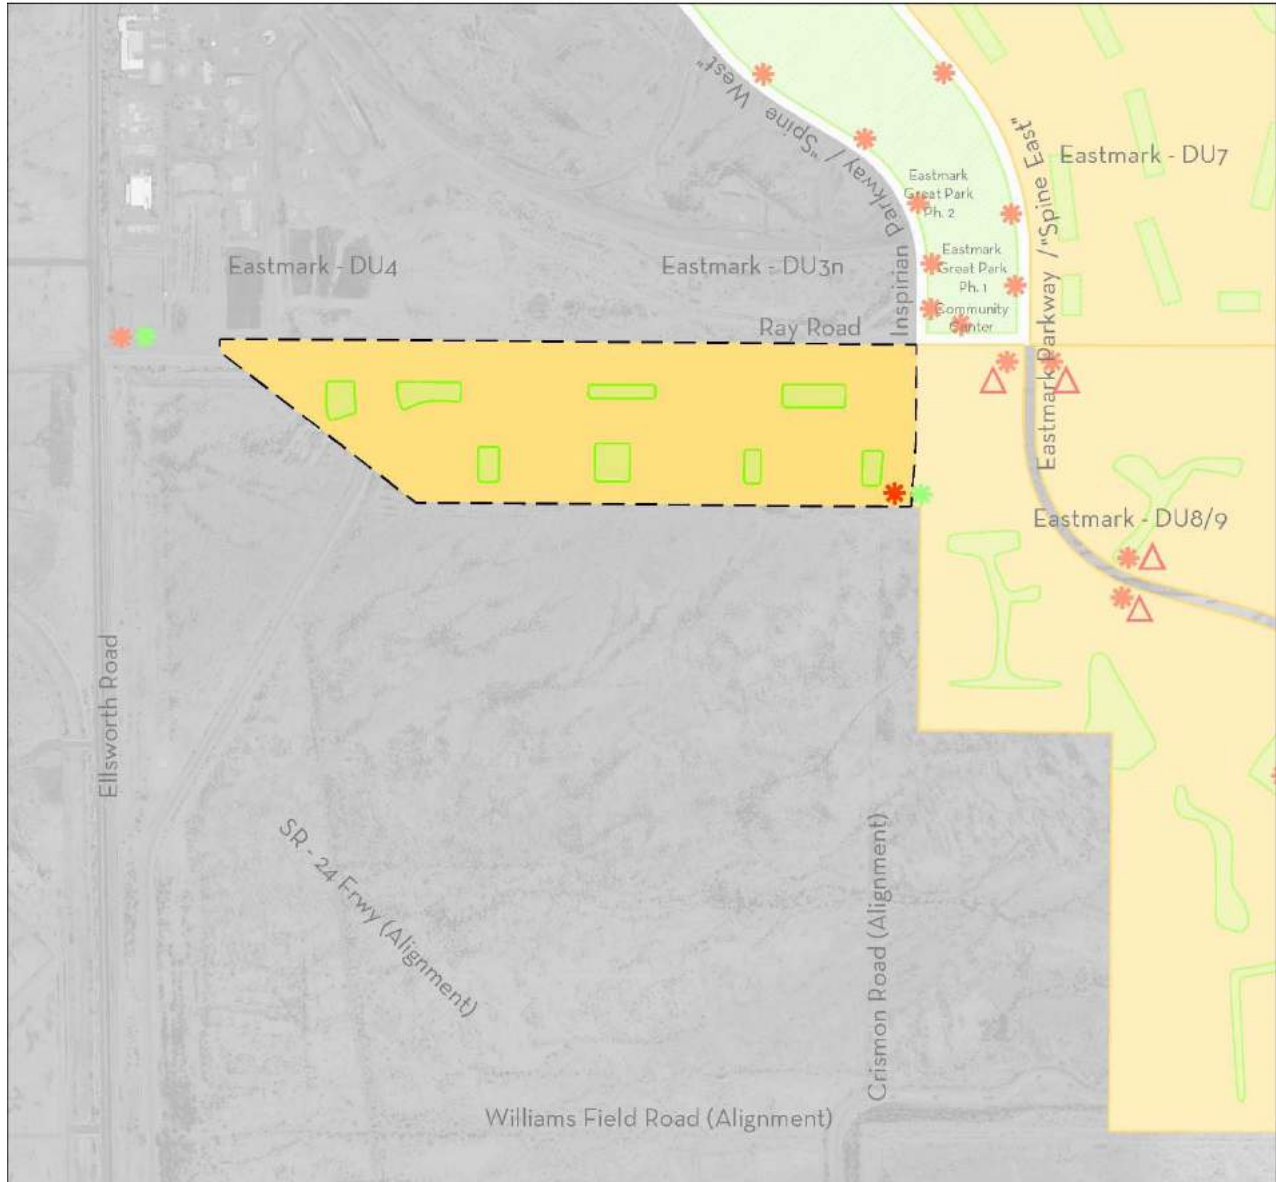 Inspirian Parkway / "Spine West"
Eastmark - DU7
Eastmark
Great Park
Ph. 2
Eastmark Parkway /"Spine East"
Eastmark - DU4
Eastmark - DU3n
Eastmark
Great Park
Ph. 1
Community
Center
Ray Road
Eastmark - DU8/9
Ellsworth Road
SR - 24 Frwy (Alignment)
Crismon Road (Alignment)
Williams Field Road (Alignment)